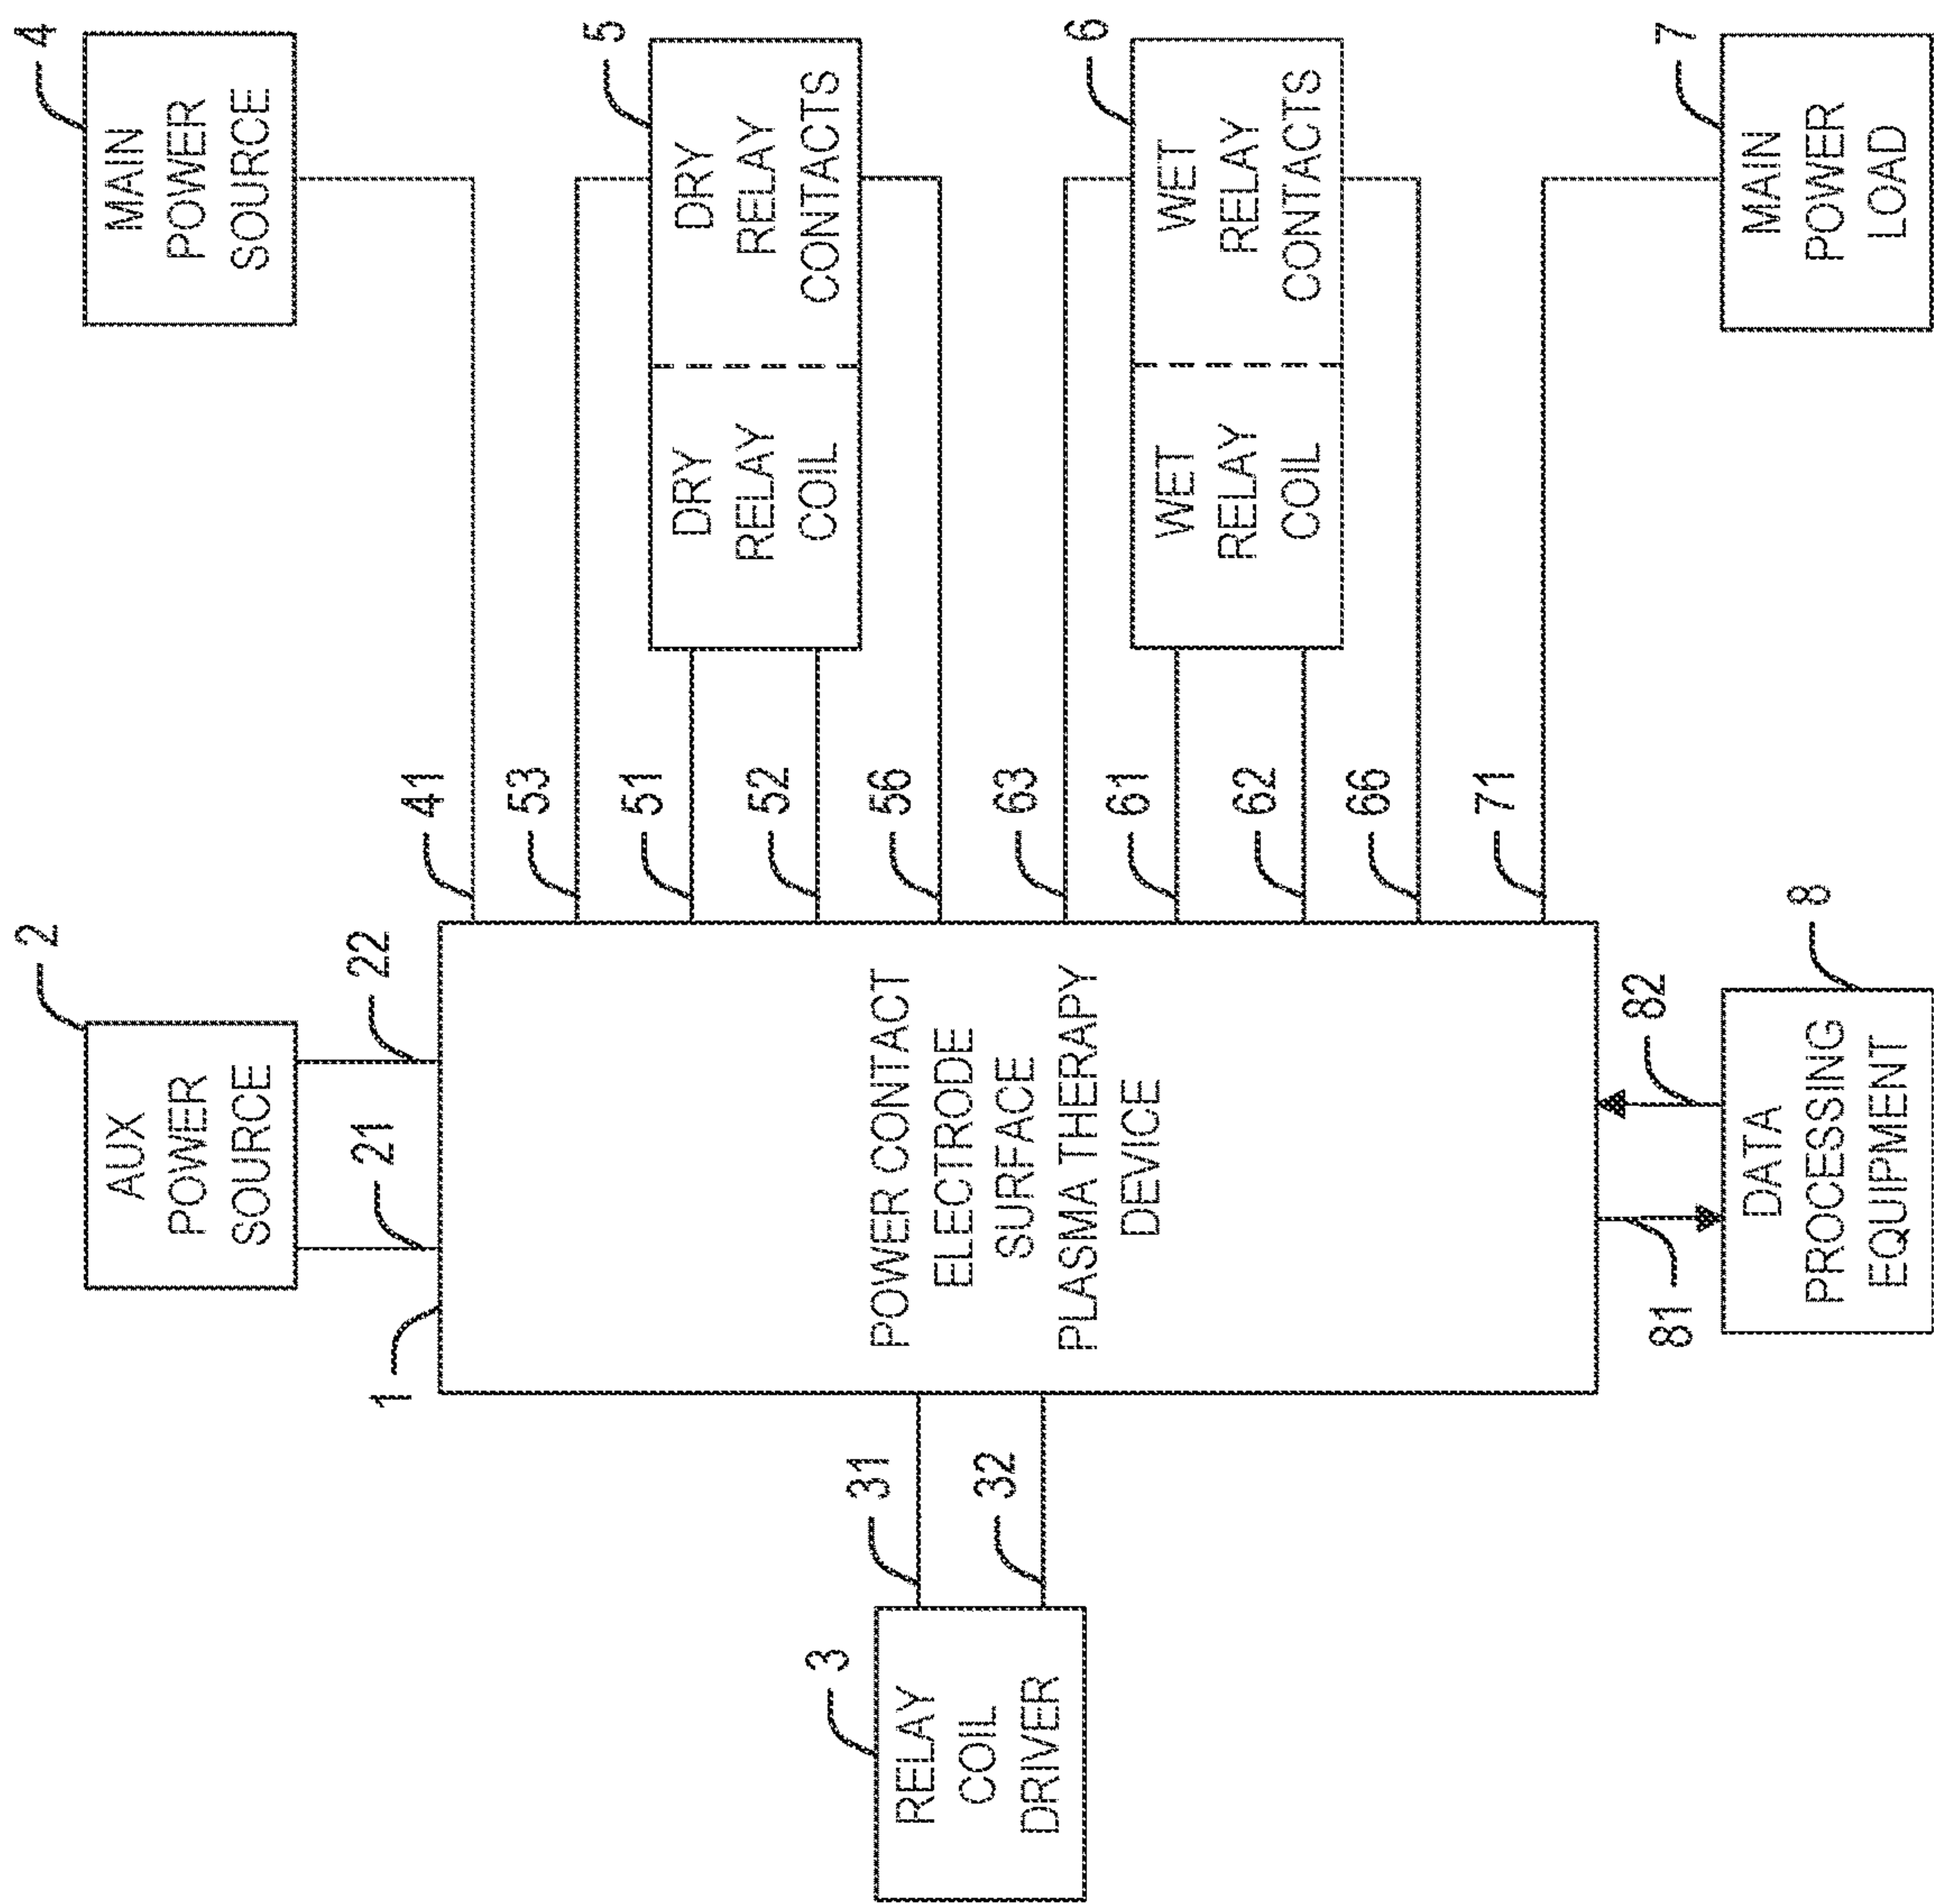 2
AUX
POWER
SOURCE
21
22
1
4
MAIN
POWER
SOURCE
41
53
51
52
56
5
DRY
RELAY
COIL
DRY
RELAY
CONTACTS
3
RELAY
COIL
DRIVER
31
32
POWER CONTACT
ELECTRODE
SURFACE
PLASMA THERAPY
DEVICE
63
61
62
66
71
6
WET
RELAY
COIL
WET
RELAY
CONTACTS
81
82
8
DATA
PROCESSING
EQUIPMENT
7
MAIN
POWER
LOAD